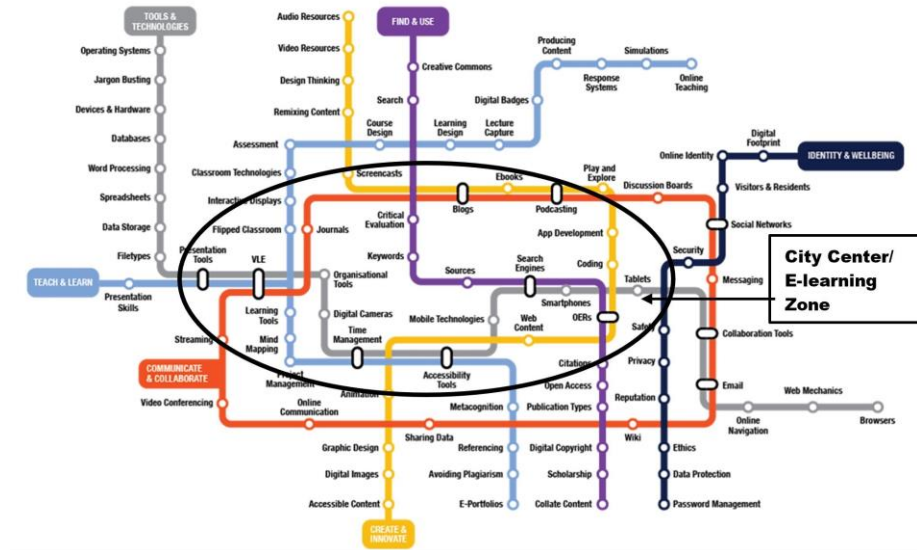 TOOLS &
TECHNOLOGIES
Operating Systems
Jargon Busting
Devices & Hardware
Databases
Word Processing
Spreadsheets
Data Storage
Filetypes
Audio Resources
Video Resources
Design Thinking
Remixing Content
Screencasts
FIND & USE
Creative Commons
Search
Producing
Content
Simulations
Response
Systems
Online
Teaching
Digital Badges
Assessment
Course
Design
Learning
Design
Lecture
Capture
Classroom Technologies
Interactive Displays
Flipped Classroom
Journals
Critical
Evaluation
Keywords
Blogs
Ebooks
Podcasting
Play and
Explore
Discussion Boards
App Development
Coding
Digital
Footprint
Online Identity
IDENTITY & WELLBEING
Visitors & Residents
Social Networks
Security
City Center/
E-learning
Zone
TEACH & LEARN
Presentation
Skills
Presentation
Tools
VLE
Organisational
Tools
Sources
Search
Engines
Smartphones
Tablets
Messaging
OERs
Learning
Tools
Digital Cameras
Time
Management
Mobile Technologies
Web
Content
Safety
Collaboration Tools
Streaming
Mind
Mapping
Project
Management
Accessibility
Tools
Citations
Privacy
COMMUNICATE
& COLLABORATE
Animation
Open Access
Email
Reputation
Web Mechanics
Video Conferencing
Online
Communication
Metacognition
Publication Types
Online
Navigation
Browsers
Sharing Data
Wiki
Graphic Design
Referencing
Digital Copyright
Ethics
Digital Images
Avoiding Plagiarism
Scholarship
Data Protection
Accessible Content
E-Portfolios
Collate Content
Password Management
CREATE &
INNOVATE